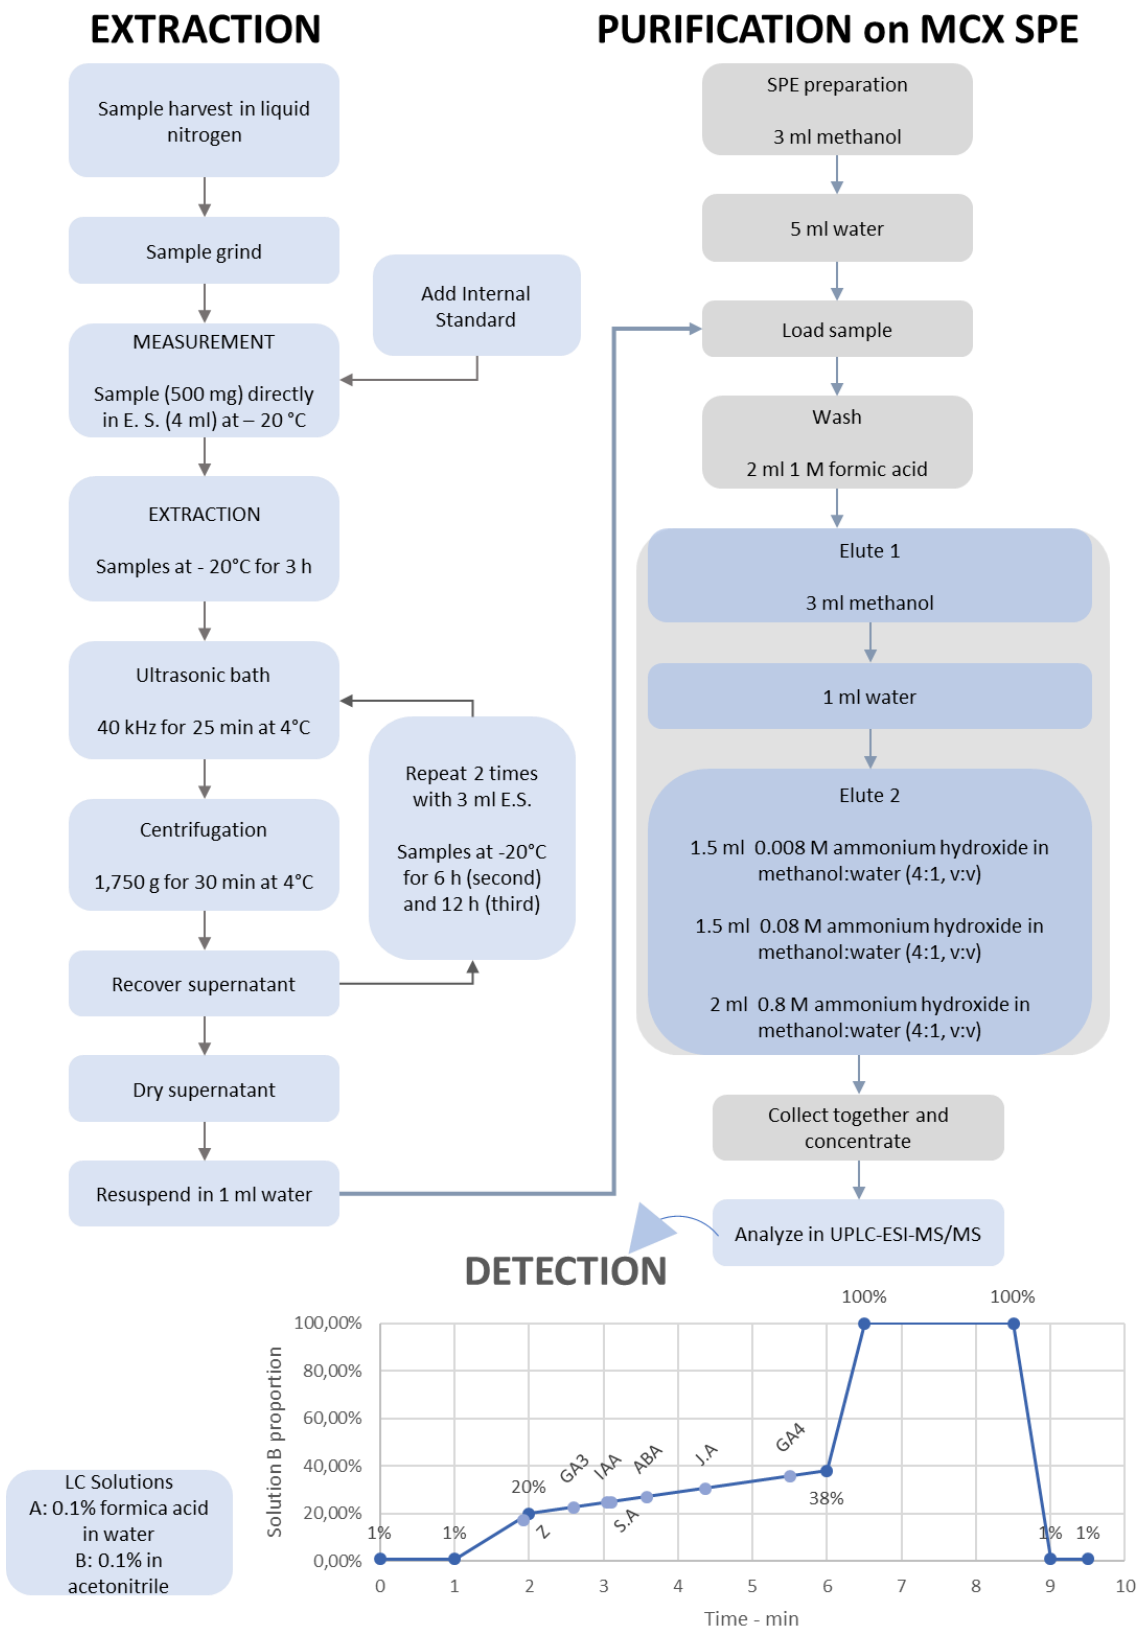 EXTRACTION
Sample harvest in liquid
nitrogen
Sample grind
Add Internal
Standard
MEASUREMENT
Sample (500 mg) directly
in E. S. (4 ml) at – 20 °C
EXTRACTION
Samples at - 20°C for 3 h
Ultrasonic bath
40 kHz for 25 min at 4°C
Repeat 2 times
with 3 ml E.S.
Samples at -20°C
for 6 h (second)
and 12 h (third)
Centrifugation
1,750 g for 30 min at 4°C
Recover supernatant
Dry supernatant
Resuspend in 1 ml water
PURIFICATION on MCX SPE
SPE preparation
3 ml methanol
5 ml water
Load sample
Wash
2 ml 1 M formic acid
Elute 1
3 ml methanol
1 ml water
Elute 2
1.5 ml 0.008 M ammonium hydroxide in
methanol:water (4:1, v:v)
1.5 ml 0.08 M ammonium hydroxide in
methanol:water (4:1, v:v)
2 ml 0.8 M ammonium hydroxide in
methanol:water (4:1, v:v)
Collect together and
concentrate
Analyze in UPLC-ESI-MS/MS
DETECTION
LC Solutions
A: 0.1% formica acid
in water
B: 0.1% in
acetonitrile
Solution B proportion
100,00%
80,00%
60,00%
40,00%
20,00%
0,00%
1%
1%
20%
Z
GA3
IAA
S.A
ABA
J.A
GA4
38%
100%
100%
1%
1%
0 1 2 3 4 5 6 7 8 9 10
Time - min